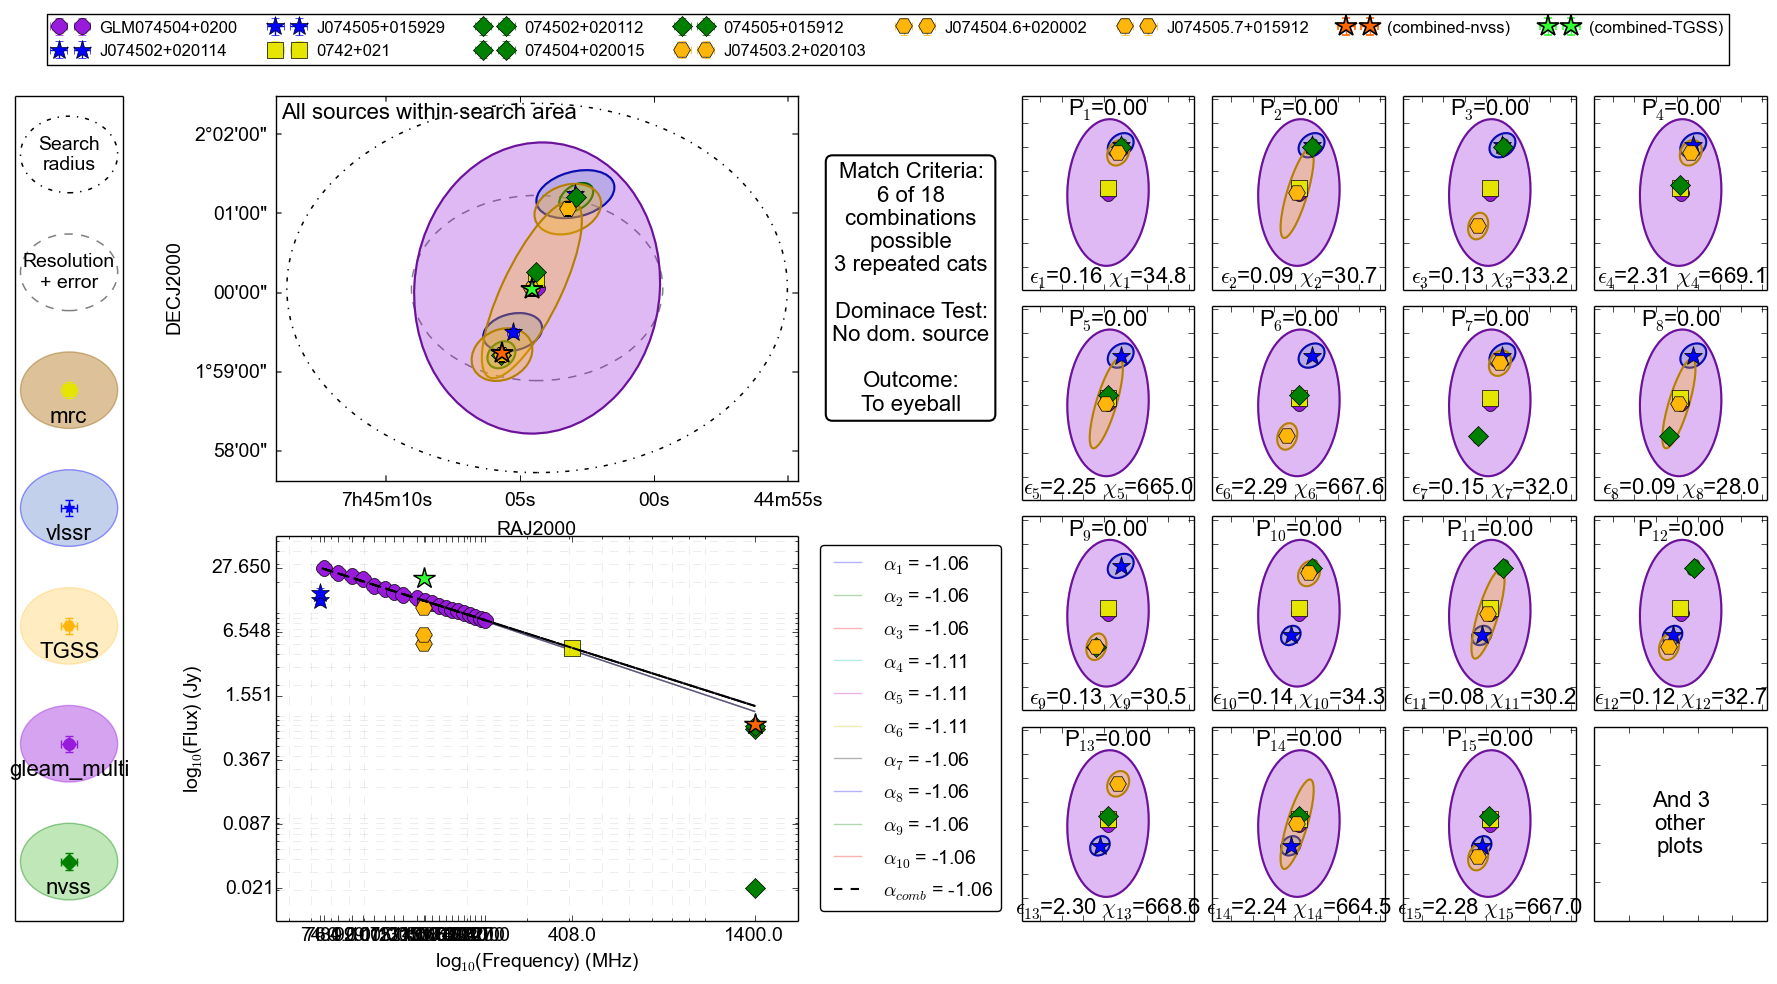 GLM074504+0200
J074505+015929
074502+020112
074505+015912
J074504.6+020002
J074505.7+015912
(combined-nvss)
(combined-TGSS)
J074502+020114
0742+021
074504+020015
J074503.2+020103
Search
radius
Resolution
+ error
mrc
vlssr
TGSS
gleam_multi
nvss
All sources within search area
DECJ2000
2°02'00"
01'00"
00'00"
1°59'00"
58'00"
7h45m10s
05s
00s
44m55s
RAJ2000
Match Criteria:
6 of 18
combinations
possible
3 repeated cats
Dominace Test:
No dom. source
Outcome:
To eyeball
log10(Flux) (Jy)
27.650
6.548
1.551
0.367
0.087
0.021
408.0
1400.0
log10(Frequency) (MHz)
α1 = -1.06
α2 = -1.06
α3 = -1.06
α4 = -1.11
α5 = -1.11
α6 = -1.11
α7 = -1.06
α8 = -1.06
α9 = -1.06
α10 = -1.06
αcomb = -1.06
P1=0.00
ϵ1=0.16 χ1=34.8
P2=0.00
ϵ2=0.09 χ2=30.7
P3=0.00
ϵ3=0.13 χ3=33.2
P4=0.00
ϵ4=2.31 χ4=669.1
P5=0.00
ϵ5=2.25 χ5=665.0
P6=0.00
ϵ6=2.29 χ6=667.6
P7=0.00
ϵ7=0.15 χ7=32.0
P8=0.00
ϵ8=0.09 χ8=28.0
P9=0.00
ϵ9=0.13 χ9=30.5
P10=0.00
ϵ10=0.14 χ10=34.3
P11=0.00
ϵ11=0.08 χ11=30.2
P12=0.00
ϵ12=0.12 χ12=32.7
P13=0.00
ϵ13=2.30 χ13=668.6
P14=0.00
ϵ14=2.24 χ14=664.5
P15=0.00
ϵ15=2.28 χ15=667.0
And 3
other
plots